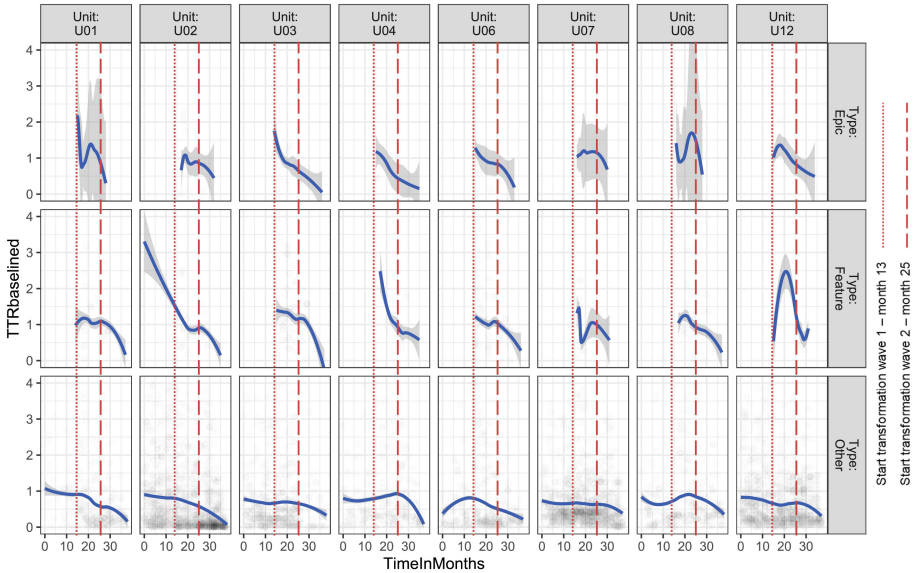 Unit: Unit: Unit: Unit: Unit: Unit: Unit: Unit:
U01 U02 U03 U04 U06 U07 U08 U12
TTRbaselined
4
3
2
1
0
Type:
Epic
4
3
2
1
0
Type:
Feature
4
3
2
1
0
Type:
Other
0 10 20 30 0 10 20 30 0 10 20 30 0 10 20 30 0 10 20 30 0 10 20 30 0 10 20 30 0 10 20 30
TimeInMonths
Start transformation wave 1 – month 13
Start transformation wave 2 – month 25